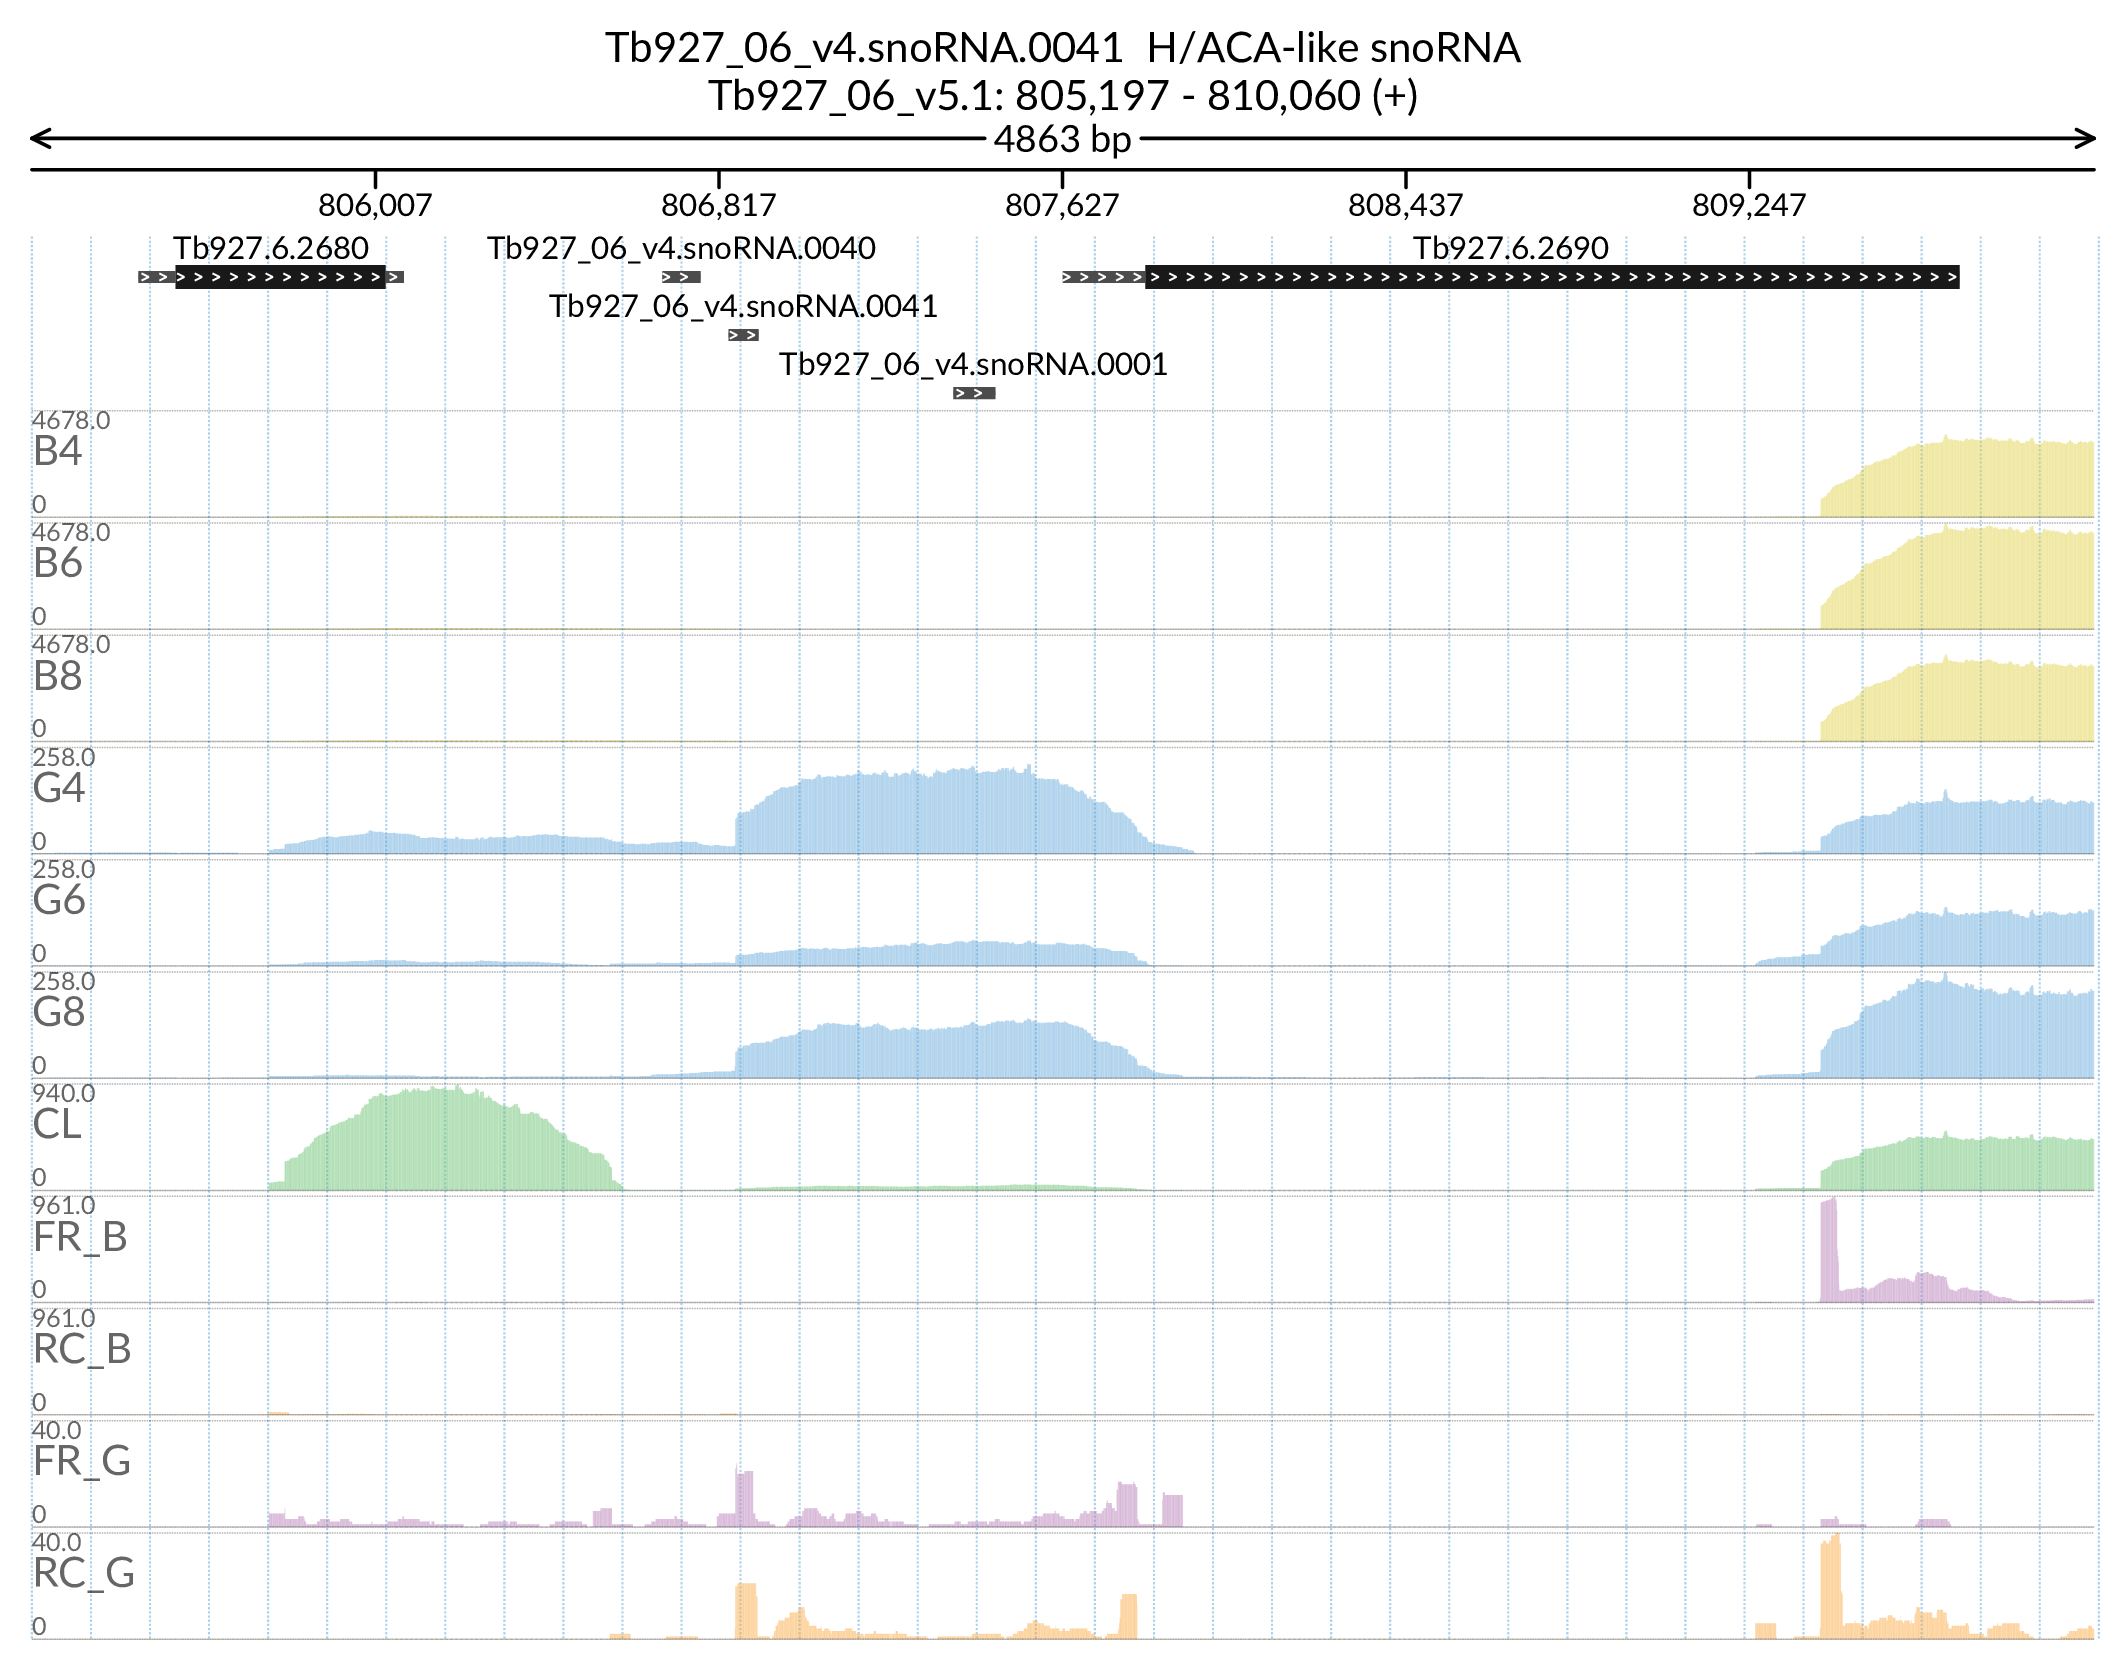 Tb927_06_v4.snoRNA.0041 H/ACA-like snoRNA
Tb927_06_v5.1: 805,197 - 810,060 (+)
4863 bp
806,007 806,817 807,627 808,437 809,247
Tb927.6.2680 Tb927_06_v4.snoRNA.0040 Tb927.6.2690
Tb927_06_v4.snoRNA.0041
Tb927_06_v4.snoRNA.0001
4678.0
B4
0
4678.0
B6
0
4678.0
B8
0
258.0
G4
0
258.0
G6
0
258.0
G8
0
940.0
CL
0
961.0
FR_B
0
961.0
RC_B
0
40.0
FR_G
0
40.0
RC_G
0